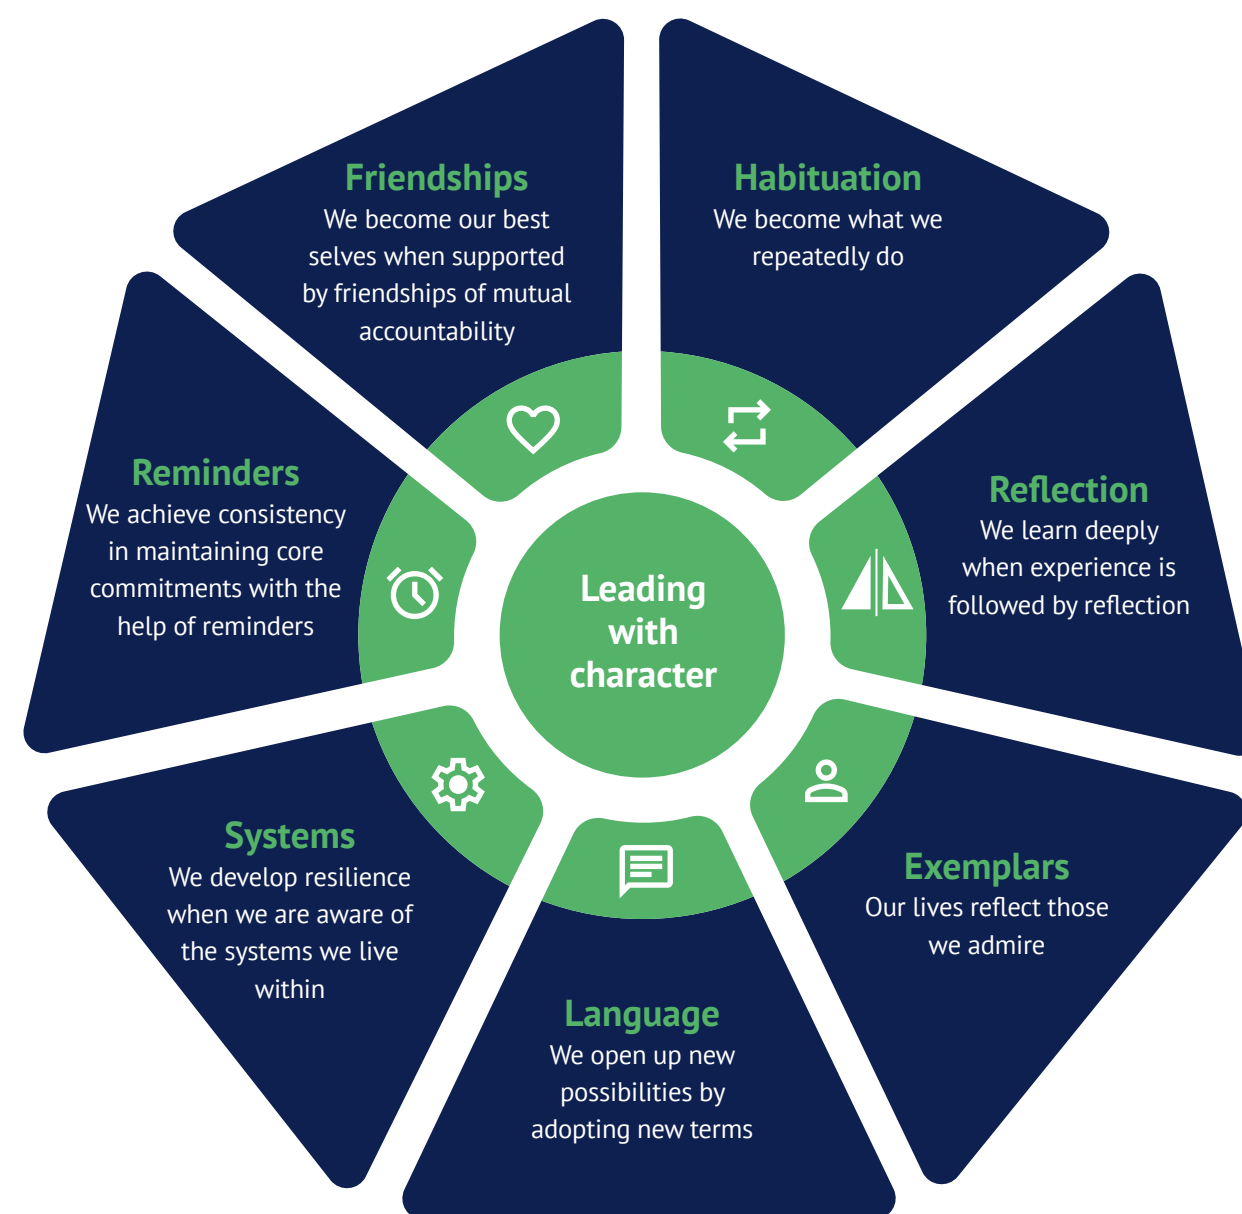 Friendships
We become our best
selves when supported
by friendships of mutual
accountability
Habituation
We become what we
repeatedly do
Reflection
We learn deeply
when experience is
followed by reflection
Exemplars
Our lives reflect those
we admire
Language
We open up new
possibilities by
adopting new terms
Systems
We develop resilience
when we are aware of
the systems we live
within
Reminders
We achieve consistency
in maintaining core
commitments with the
help of reminders
Leading
with
character